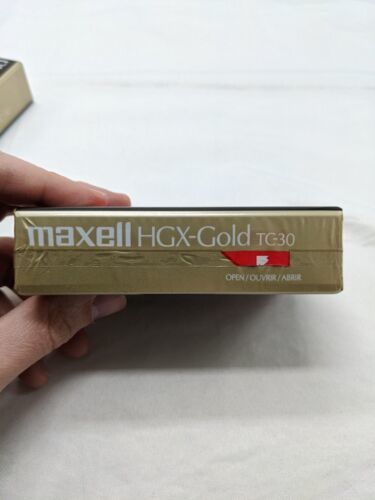 maxell HGX-Gold TC-30
OPEN/OUVRIR/ABRIR